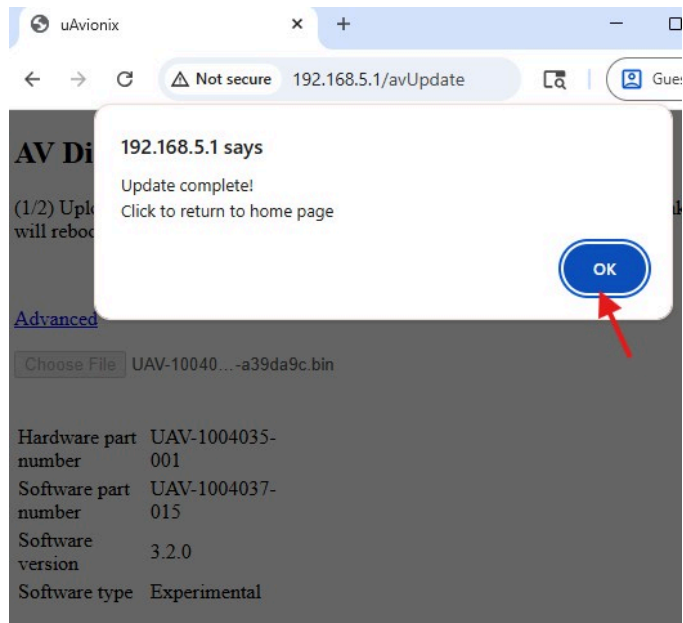 uAvionix
Not secure 192.168.5.1/avUpdate
AV Di
192.168.5.1 says
Update complete!
Click to return to home page
OK
(1/2) Uplo
will reboo
Advanced
Choose File UAV-10040...-a39da9c.bin
Hardware part number UAV-1004035-001
Software part number UAV-1004037-015
Software version 3.2.0
Software type Experimental